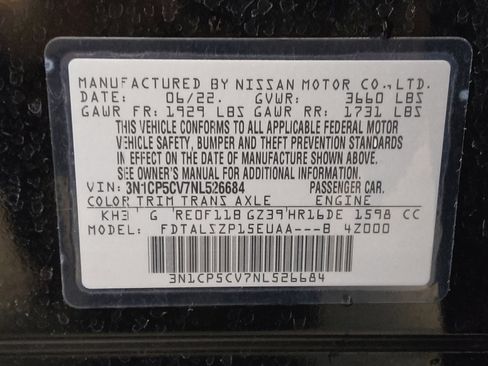 MANUFACTURED BY NISSAN MOTOR CO.,LTD.
DATE: 06/22. GVWR: 3660 LBS
GAWR FR: 1929 LBS GAWR RR: 1731 LBS
THIS VEHICLE CONFORMS TO ALL APPLICABLE FEDERAL MOTOR
VEHICLE SAFETY, BUMPER AND THEFT PREVENTION STANDARDS
IN EFFECT ON THE DATE OF MANUFACTURE SHOWN ABOVE.
SEE OWNER'S MANUAL FOR ADDITIONAL INFORMATION.
VIN: 3N1CP5CV7NL526684 PASSENGER CAR.
COLOR TRIM TRANS AXLE ENGINE
KH3 G RE0F11B GZ39 HR16DE 1598 CC
MODEL: FDTALSZP15EUAA---B 4Z000
3N1CP5CV7NL526684